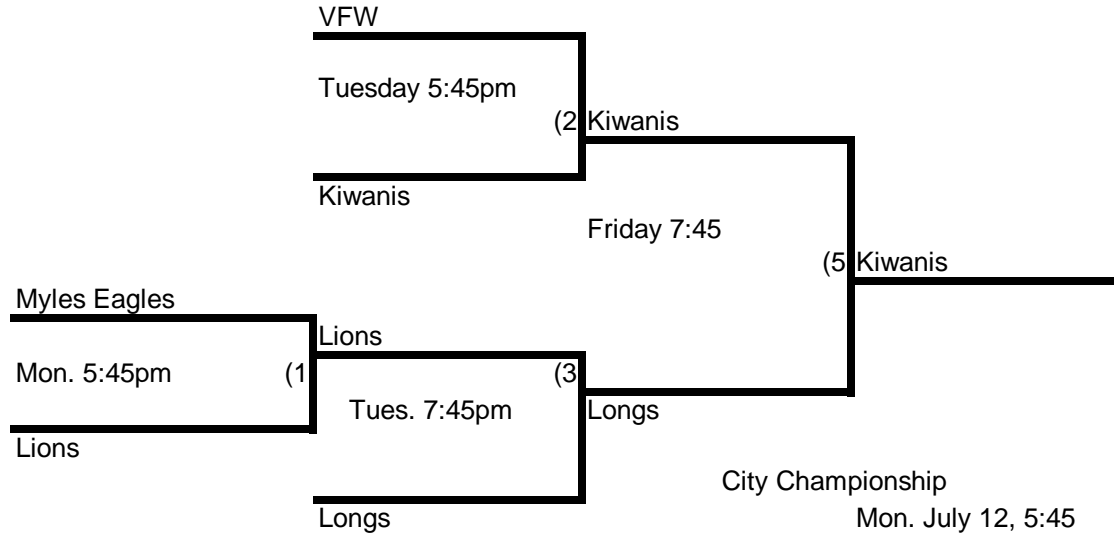 VFW
Tuesday 5:45pm
(2 Kiwanis
Kiwanis
Friday 7:45
(5 Kiwanis
Myles Eagles
Lions
Mon. 5:45pm (1
(3
Tues. 7:45pm
Longs
Lions
City Championship
Longs
Mon. July 12, 5:45